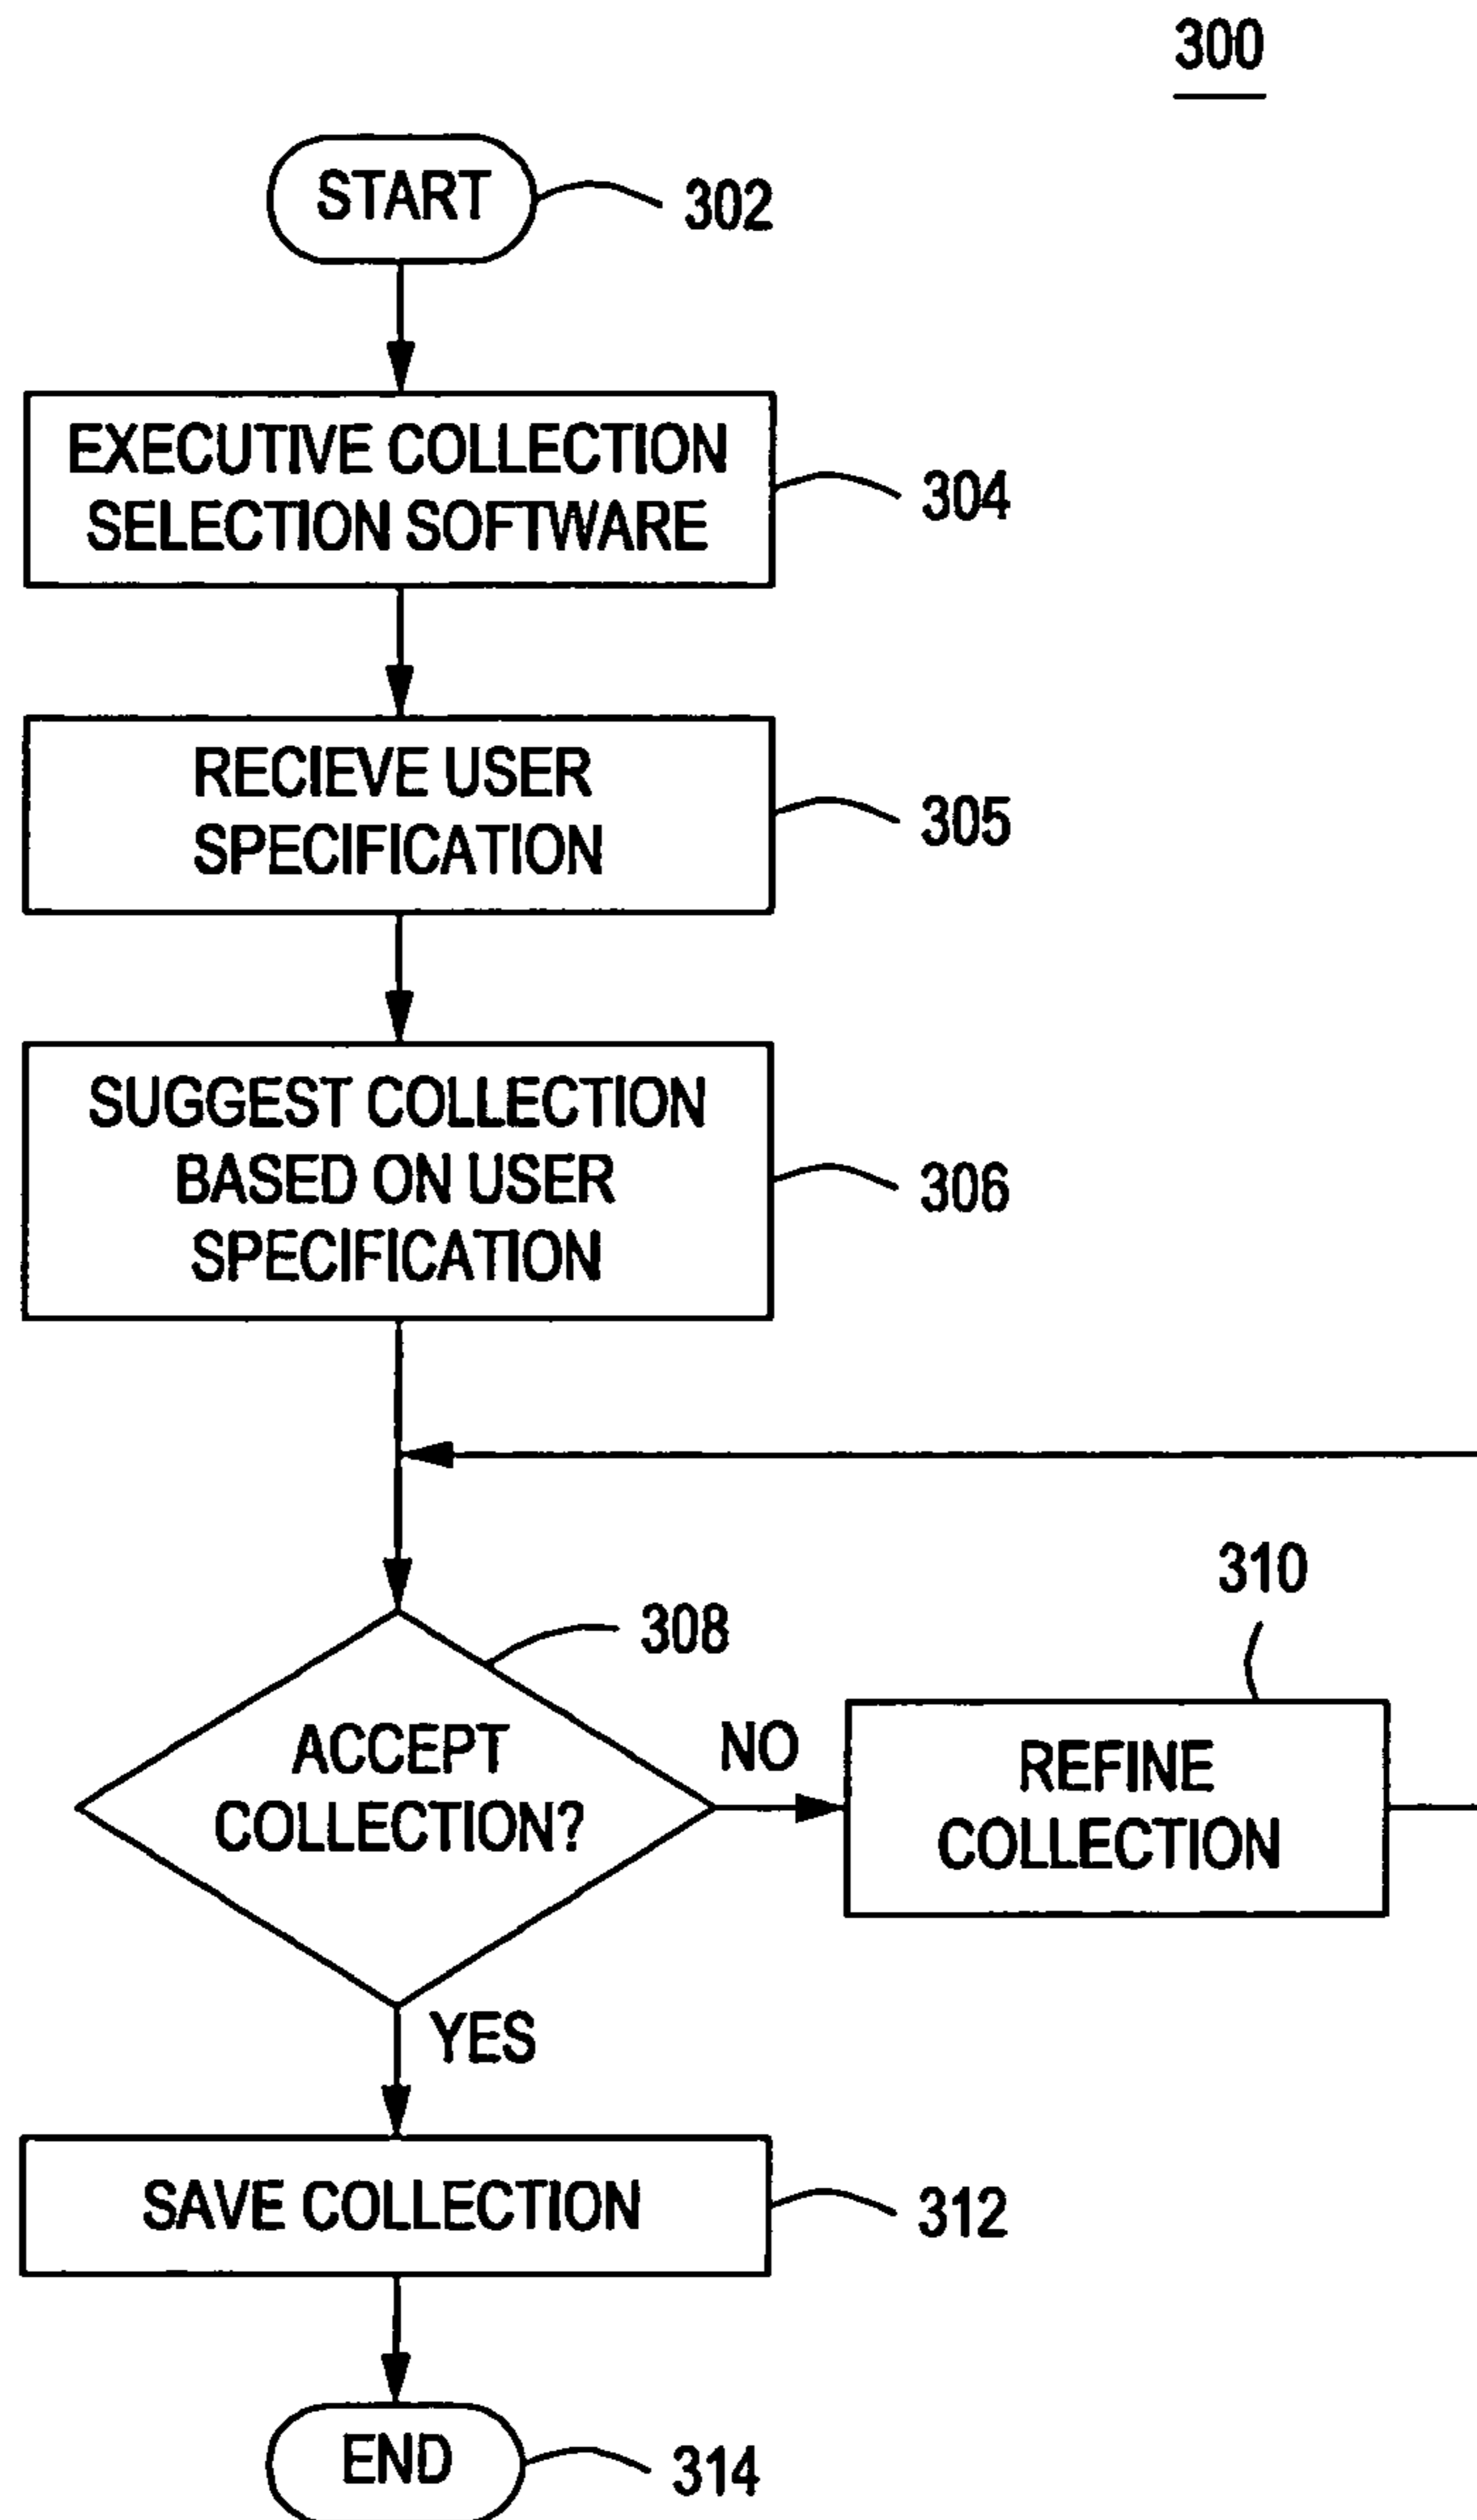 300
START
302
EXECUTIVE COLLECTION
SELECTION SOFTWARE
304
RECIEVE USER
SPECIFICATION
305
SUGGEST COLLECTION
BASED ON USER
SPECIFICATION
306
310
308
ACCEPT
COLLECTION?
NO
REFINE
COLLECTION
YES
SAVE COLLECTION
312
END
314